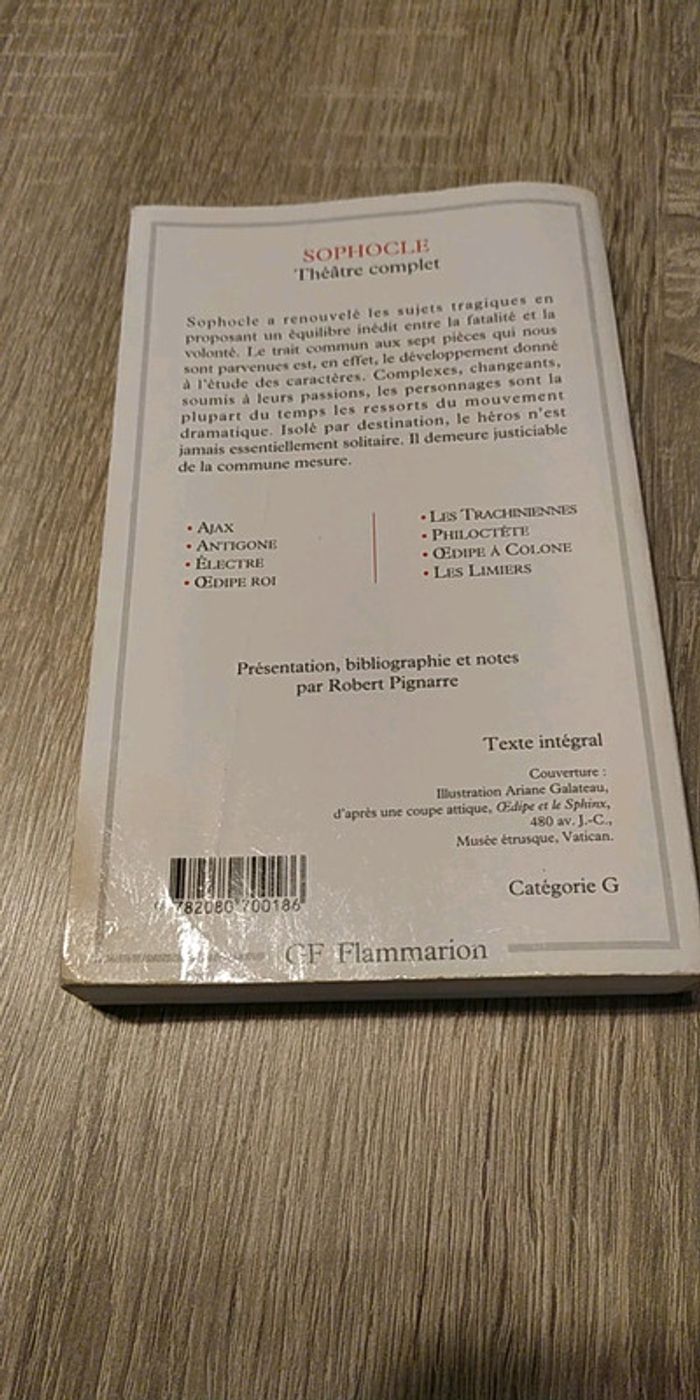 SOPHOCLE
Théâtre complet
Sophocle a renouvelé les sujets tragiques en
proposant un équilibre inédit entre la fatalité et la
volonté. Le trait commun aux sept pièces qui nous
sont parvenues est, en effet, le développement donné
à l'étude des caractères. Complexes, changeants,
soumis à leurs passions, les personnages sont la
plupart du temps les ressorts du mouvement
dramatique. Isolé par destination, le héros n'est
jamais essentiellement solitaire. Il demeure justiciable
de la commune mesure.
• AJAX
• ANTIGONE
• ÉLECTRE
• ŒDIPE ROI
• LES TRACHINIENNES
• PHILOCTÈTE
• ŒDIPE À COLONE
• LES LIMIERS
Présentation, bibliographie et notes
par Robert Pignarre
Texte intégral
Couverture :
Illustration Ariane Galateau,
d'après une coupe attique, Œdipe et le Sphinx,
480 av. J.-C.,
Musée étrusque, Vatican.
782080 700186
Catégorie G
GF Flammarion